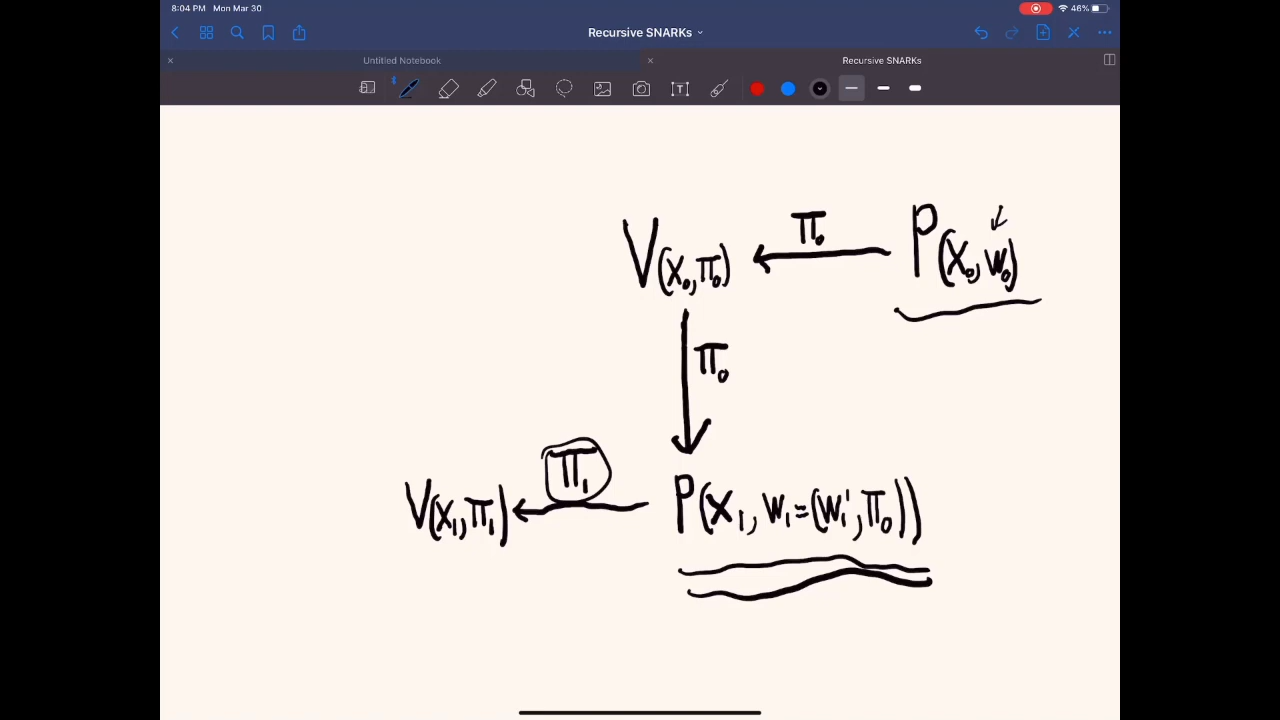 8:04 PM Mon Mar 30
46%
Recursive SNARKs
Untitled Notebook
Recursive SNARKs
T
π₀
V(x₀,π₀)
P(x₀,w₀)
π₀
π₁
V(x₁,π₁)
P(x₁, w₁=(w₁',π₀))